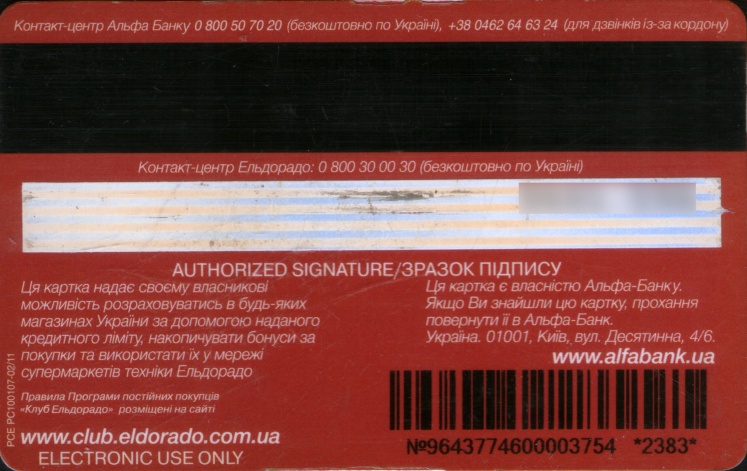 Контакт-центр Альфа Банку 0 800 50 70 20 (безкоштовно по Україні), +38 0462 64 63 24 (для дзвінків із-за кордону)
Контакт-центр Ельдорадо: 0 800 30 00 30 (безкоштовно по Україні)
AUTHORIZED SIGNATURE/ЗРАЗОК ПІДПИСУ
Ця картка надає своєму власникові
можливість розраховуватись в будь-яких
магазинах України за допомогою наданого
кредитного ліміту, накопичувати бонуси за
покупки та використати їх у мережі
супермаркетів техніки Ельдорадо
Правила Програми постійних покупців
«Клуб Ельдорадо» розміщені на сайті
www.club.eldorado.com.ua
ELECTRONIC USE ONLY
PCE PC100107-02/11
Ця картка є власністю Альфа-Банку.
Якщо Ви знайшли цю картку, прохання
повернути її в Альфа-Банк.
Україна. 01001, Київ, вул. Десятинна, 4/6.
www.alfabank.ua
№9643774600003754 *2383*